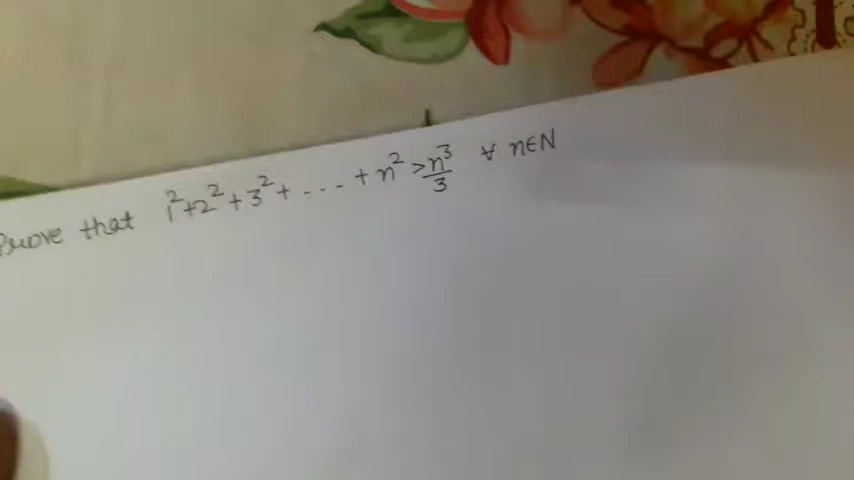 Prove that 1²+2²+3²+ . . . . + n² > n³/3 ∀ n∈N